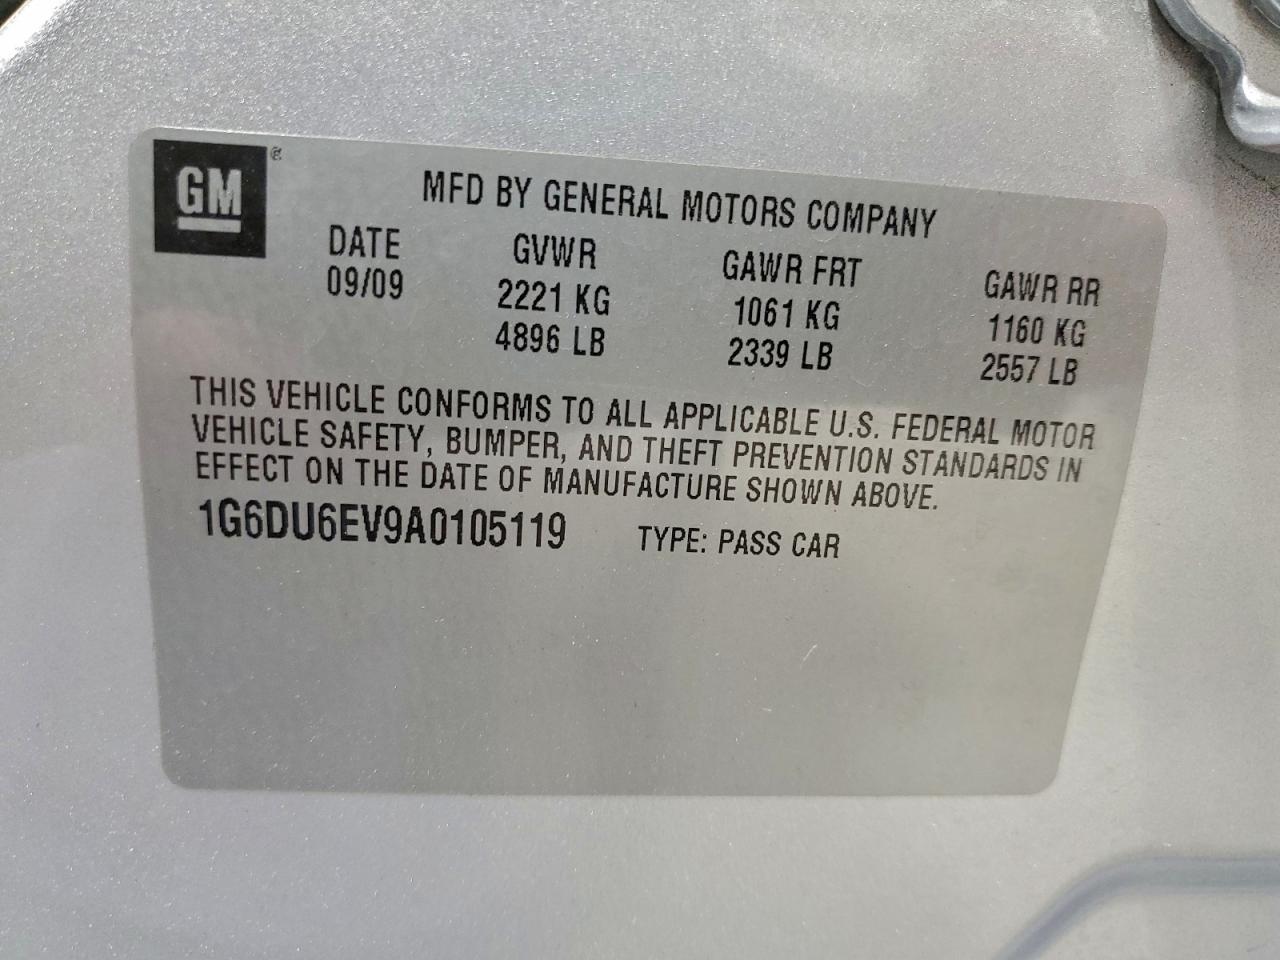 GM ®
MFD BY GENERAL MOTORS COMPANY
DATE GVWR GAWR FRT GAWR RR
09/09 2221 KG 1061 KG 1160 KG
4896 LB 2339 LB 2557 LB
THIS VEHICLE CONFORMS TO ALL APPLICABLE U.S. FEDERAL MOTOR
VEHICLE SAFETY, BUMPER, AND THEFT PREVENTION STANDARDS IN
EFFECT ON THE DATE OF MANUFACTURE SHOWN ABOVE.
1G6DU6EV9A0105119 TYPE: PASS CAR